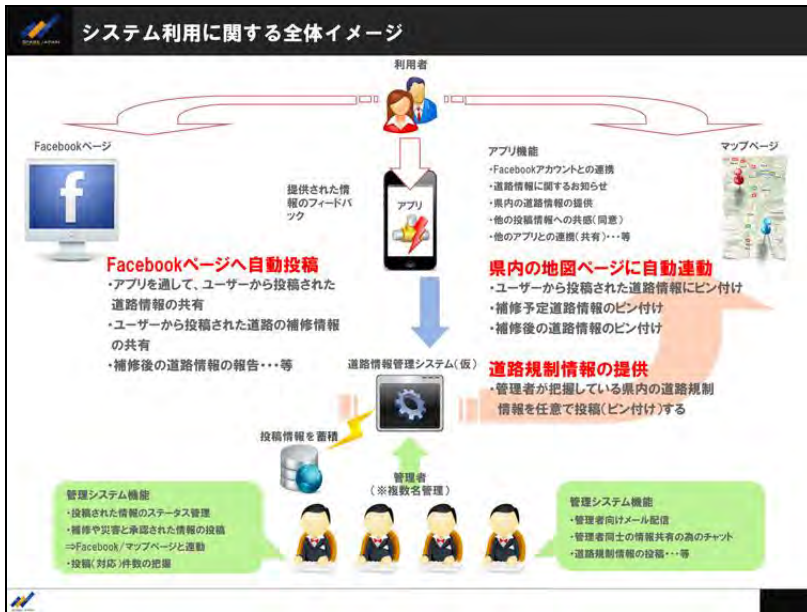 システム利用に関する全体イメージ
利用者
Facebookページ
マップページ
アプリ機能
・Facebookアカウントとの連携
・道路情報に関するお知らせ
・県内の道路情報の提供
・他の投稿情報への共感(同意)
・他のアプリとの連携(共有)・・・等
提供された情
報のフィードバ
ック
アプリ
Facebookページへ自動投稿
・アプリを通して、ユーザーから投稿された
道路情報の共有
・ユーザーから投稿された道路の補修情報
の共有
・補修後の道路情報の報告・・・等
県内の地図ページに自動連動
・ユーザーから投稿された道路情報にピン付け
・補修予定道路情報のピン付け
・補修後の道路情報のピン付け
道路規制情報の提供
・管理者が把握している県内の道路規制
情報を任意で投稿(ピン付け)する
道路情報管理システム(仮)
投稿情報を蓄積
管理者
(※複数名管理)
管理システム機能
・投稿された情報のステータス管理
・補修や災害と承認された情報の投稿
⇒Facebook/マップページと連動
・投稿(対応)件数の把握
管理システム機能
・管理者向けメール配信
・管理者同士の情報共有の為のチャット
・道路規制情報の投稿・・・等